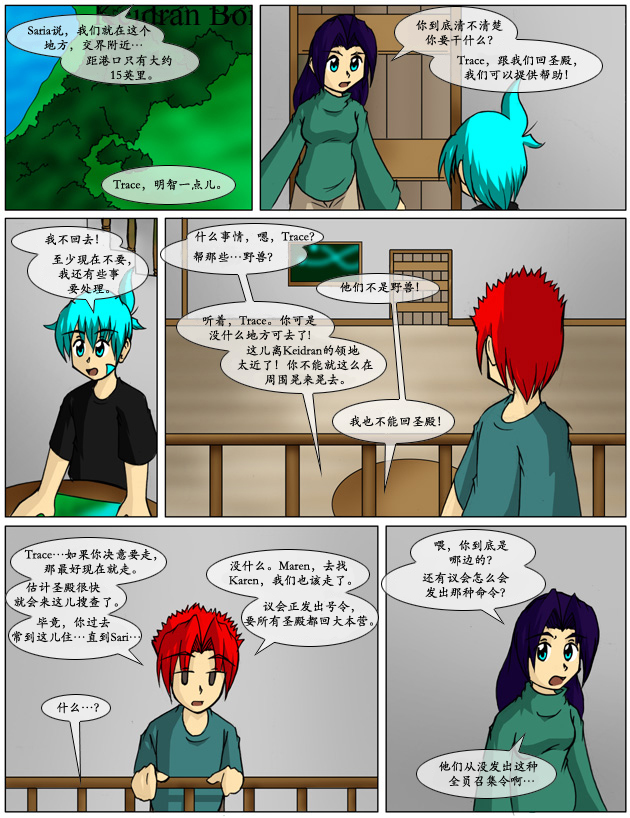 Keidran Bo
Saria说，我们就在这个
地方，交界附近…
距港口只有大约
15英里。
Trace，明智一点儿。
你到底清不清楚
你要干什么？
Trace，跟我们回圣殿，
我们可以提供帮助！
我不回去！
至少现在不要，
我还有些事
要处理。
什么事情，嗯，Trace？
帮那些…野兽？
他们不是野兽！
听着，Trace。你可是
没什么地方可去了！
这儿离Keidran的领地
太近了！你不能就这么在
周围晃来晃去。
我也不能回圣殿！
Trace…如果你决意要走，
那最好现在就走。
估计圣殿很快
就会来这儿搜查了。
毕竟，你过去
常到这儿住…直到Sari…
什么…？
没什么。Maren，去找
Karen，我们也该走了。
议会正发出号令，
要所有圣殿都回大本营。
喂，你到底是
哪边的？
还有议会怎么会
发出那种命令？
他们从没发出这种
全员召集令啊…